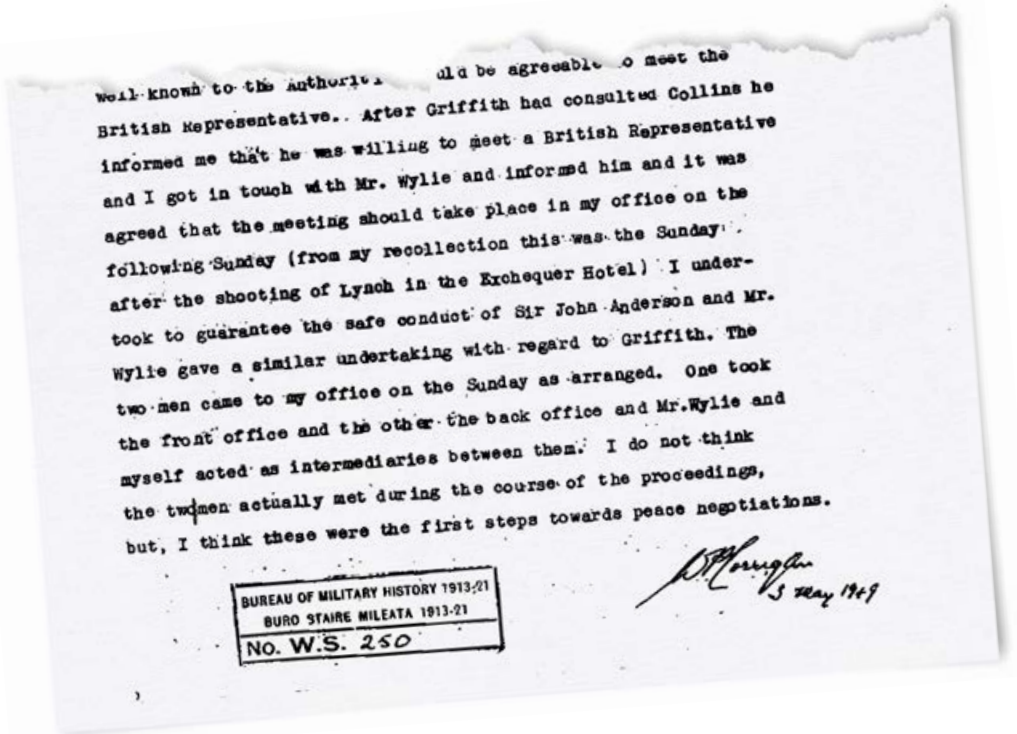 well known to the Authorit
uld be agreeable o meet the
British Representative.. After Griffith had consulted Collins he
informed me that he was willing to meet a British Representative
and I got in touch with Mr. Wylie and informed him and it was
agreed that the meeting should take place in my office on the
following Sunday (from my recollection this was the Sunday
after the shooting of Lynch in the Exchequer Hotel) I under-
took to guarantee the safe conduct of Sir John Anderson and Mr.
Wylie gave a similar undertaking with regard to Griffith. The
two men came to my office on the Sunday as arranged. One took
the front office and the other the back office and Mr.Wylie and
myself acted as intermediaries between them. I do not think
the two|men actually met during the course of the proceedings,
but, I think these were the first steps towards peace negotiations.
3 May 1949
BUREAU OF MILITARY HISTORY 1913-21
BURO STAIRE MILEATA 1913-21
No. W.S. 250